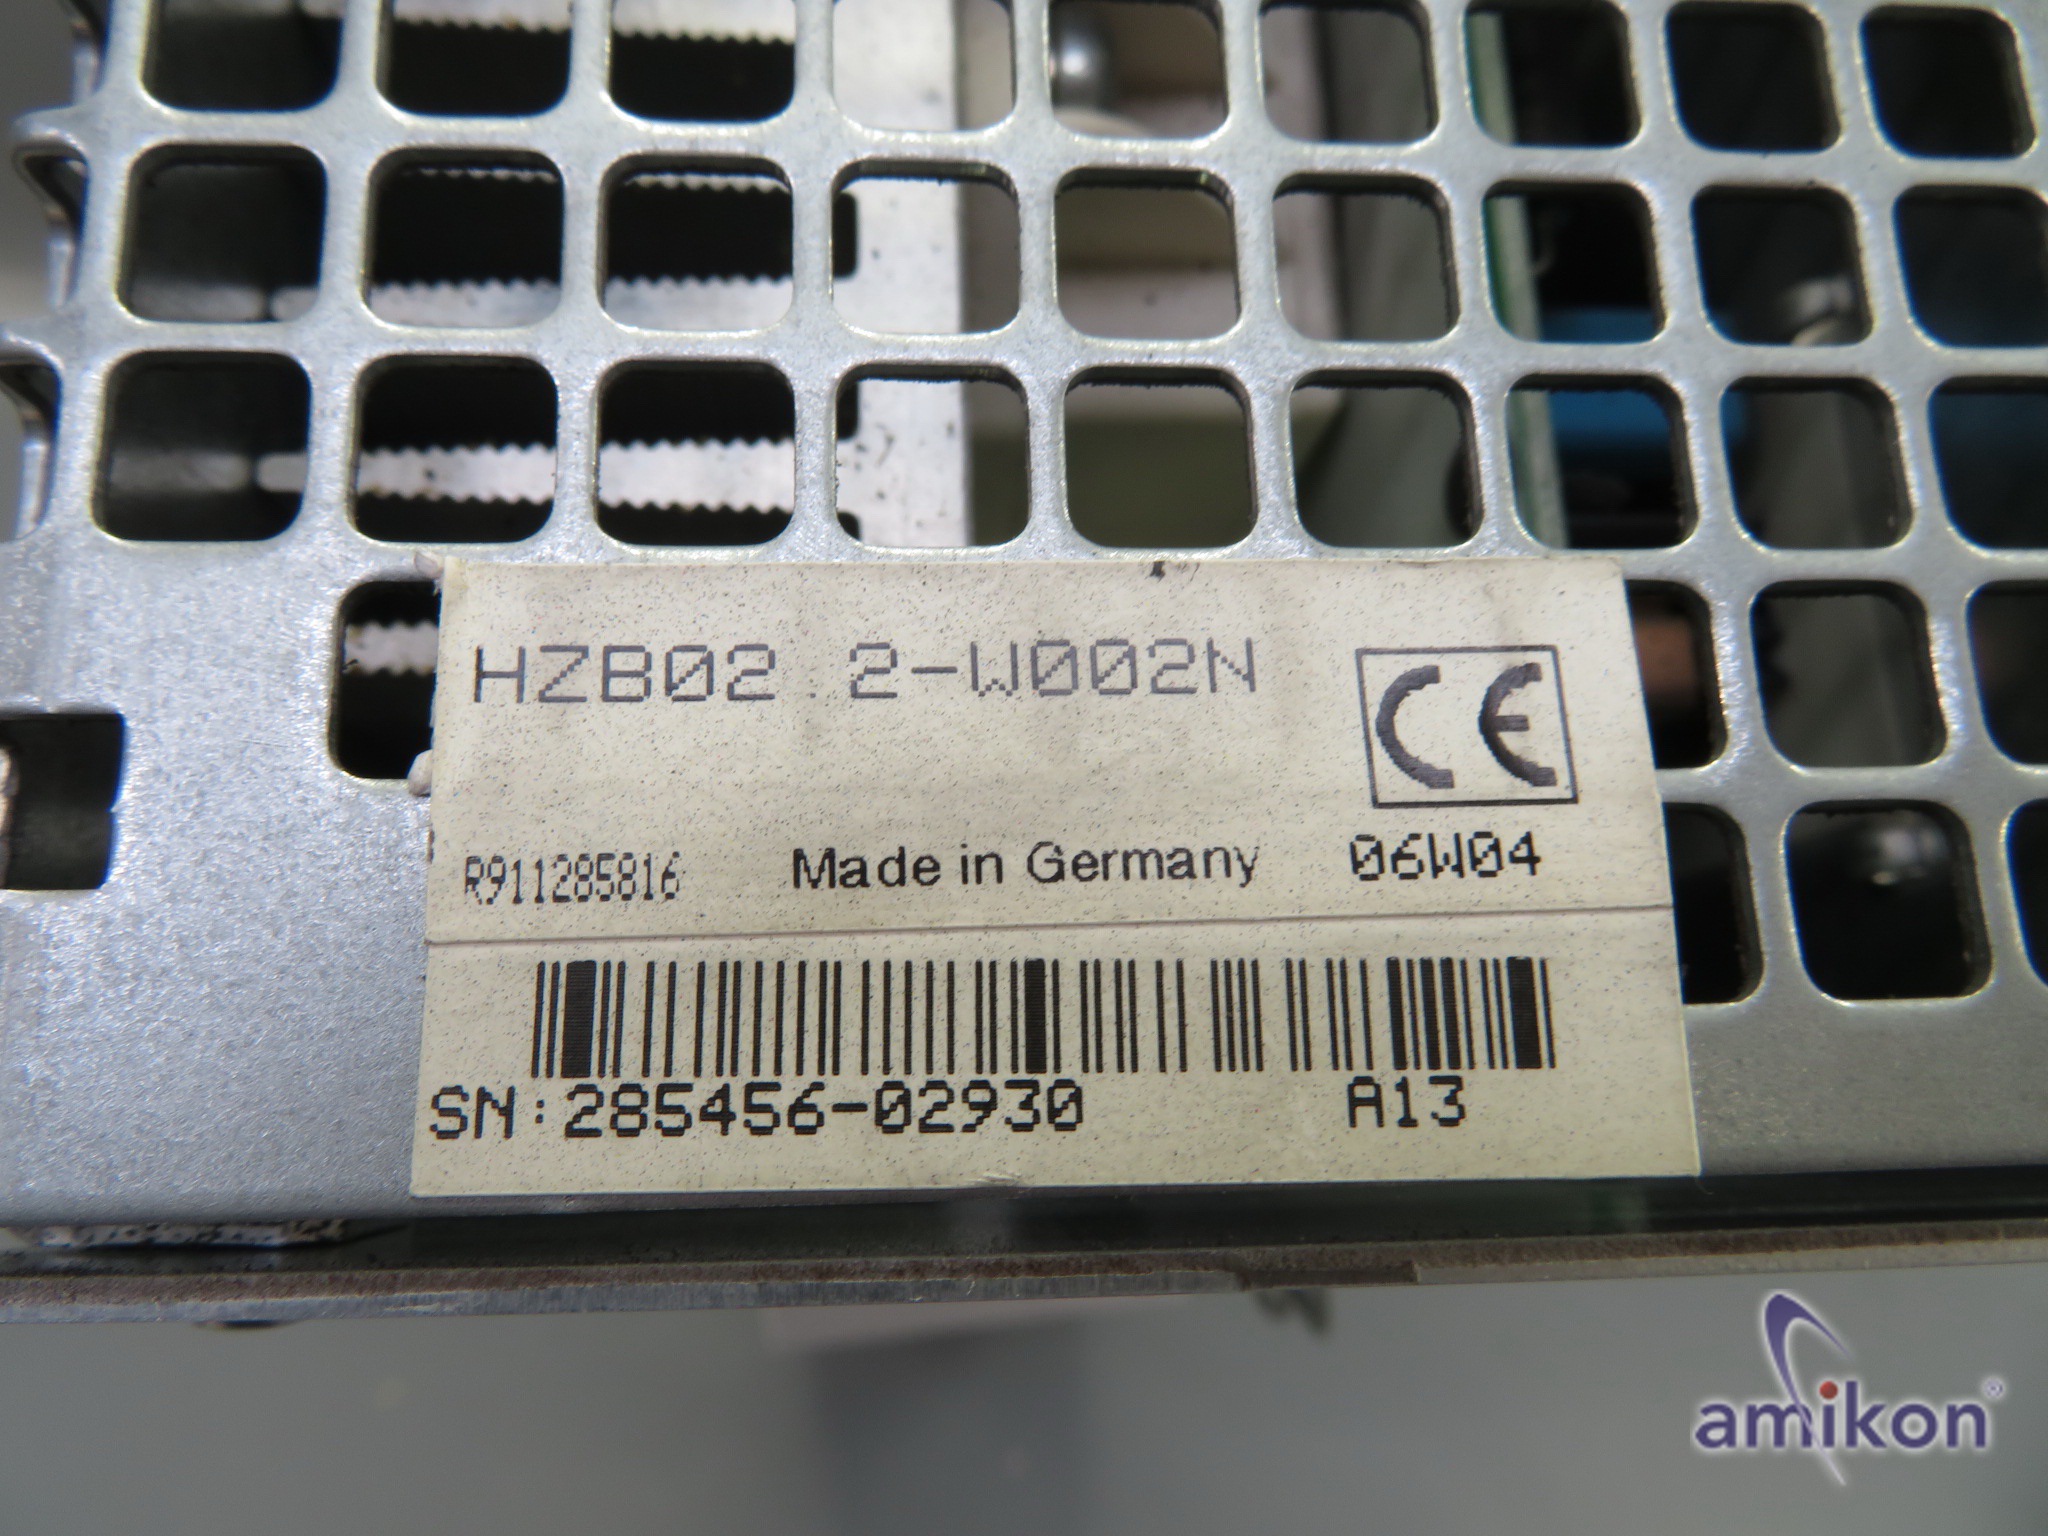 HZB02.2-W002N
CE
R911285816 Made in Germany 06W04
SN:285456-02930 A13
amikon®